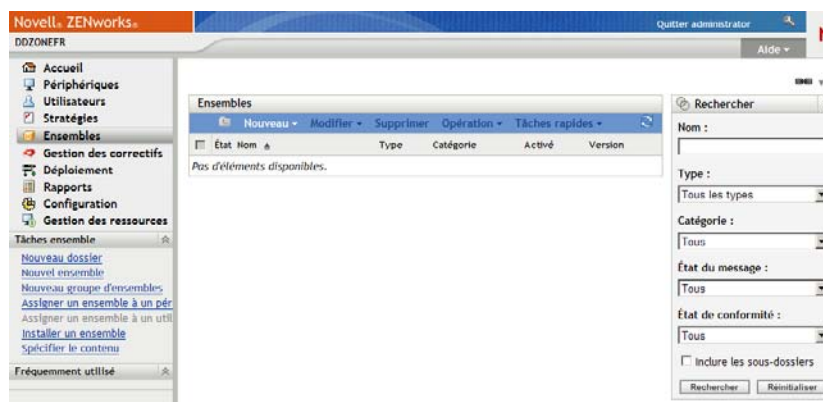 Novell® ZENworks®
Quitter administrator
DDZONEFR
Aide
Accueil
Périphériques
Utilisateurs
Stratégies
Ensembles
Gestion des correctifs
Déploiement
Rapports
Configuration
Gestion des ressources
Tâches ensemble
Nouveau dossier
Nouvel ensemble
Nouveau groupe d'ensembles
Assigner un ensemble à un pér
Assigner un ensemble à un util
Installer un ensemble
Spécifier le contenu
Fréquemment utilisé
Ensembles
Nouveau Modifier Supprimer Opération Tâches rapides
État Nom Type Catégorie Activé Version
Pas d'éléments disponibles.
Rechercher
Nom :
Type :
Tous les types
Catégorie :
Tous
État du message :
Tous
État de conformité :
Tous
Inclure les sous-dossiers
Rechercher Réinitialiser